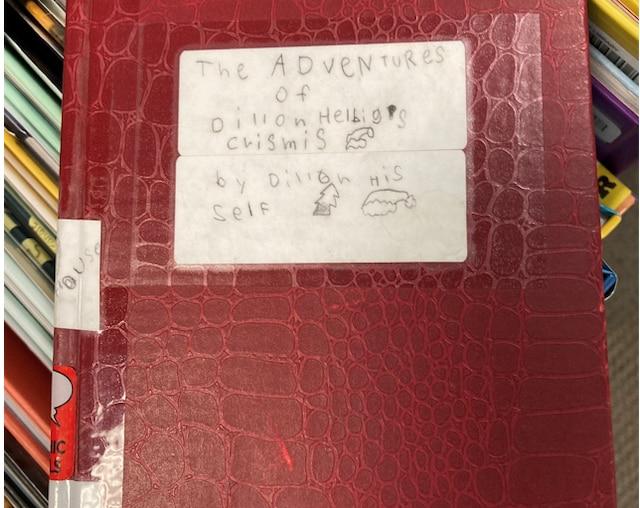 The ADVENTURES
Of
Dillon Helbig's
crismis
by Dillon His
Self